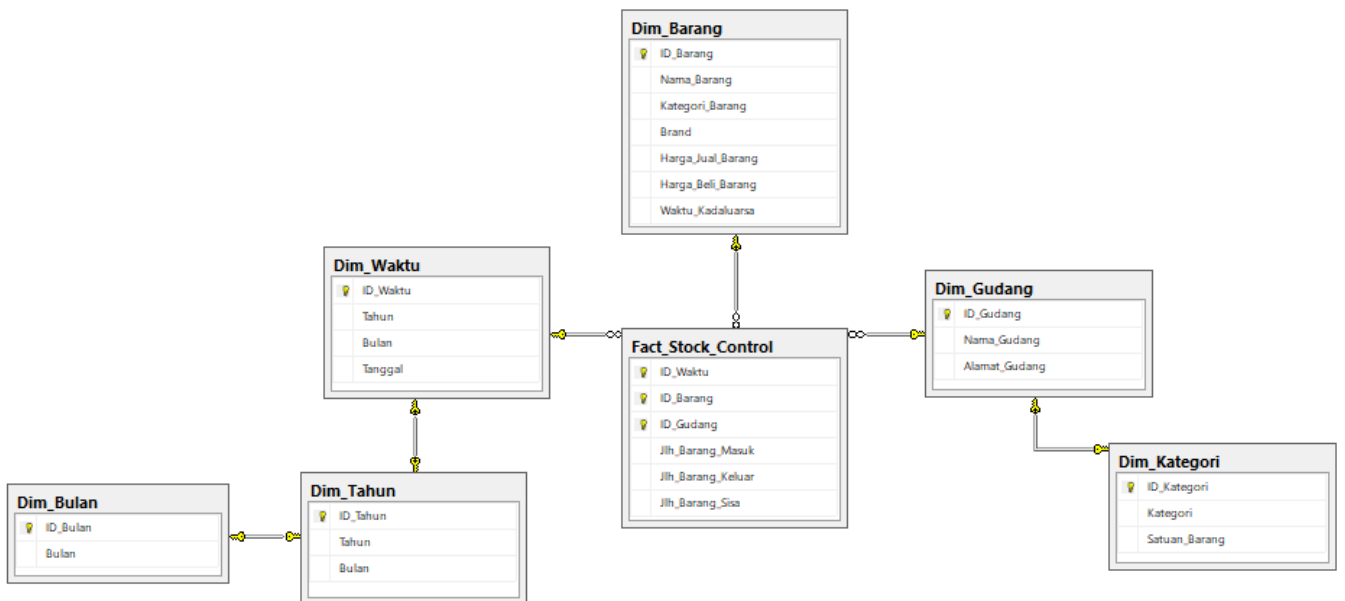 Dim_Barang
ID_Barang
Nama_Barang
Kategori_Barang
Brand
Harga_Jual_Barang
Harga_Beli_Barang
Waktu_Kadaluarsa
Dim_Waktu
ID_Waktu
Tahun
Bulan
Tanggal
Dim_Gudang
ID_Gudang
Nama_Gudang
Alamat_Gudang
Fact_Stock_Control
ID_Waktu
ID_Barang
ID_Gudang
Jlh_Barang_Masuk
Jlh_Barang_Keluar
Jlh_Barang_Sisa
Dim_Kategori
ID_Kategori
Kategori
Satuan_Barang
Dim_Tahun
ID_Tahun
Tahun
Bulan
Dim_Bulan
ID_Bulan
Bulan